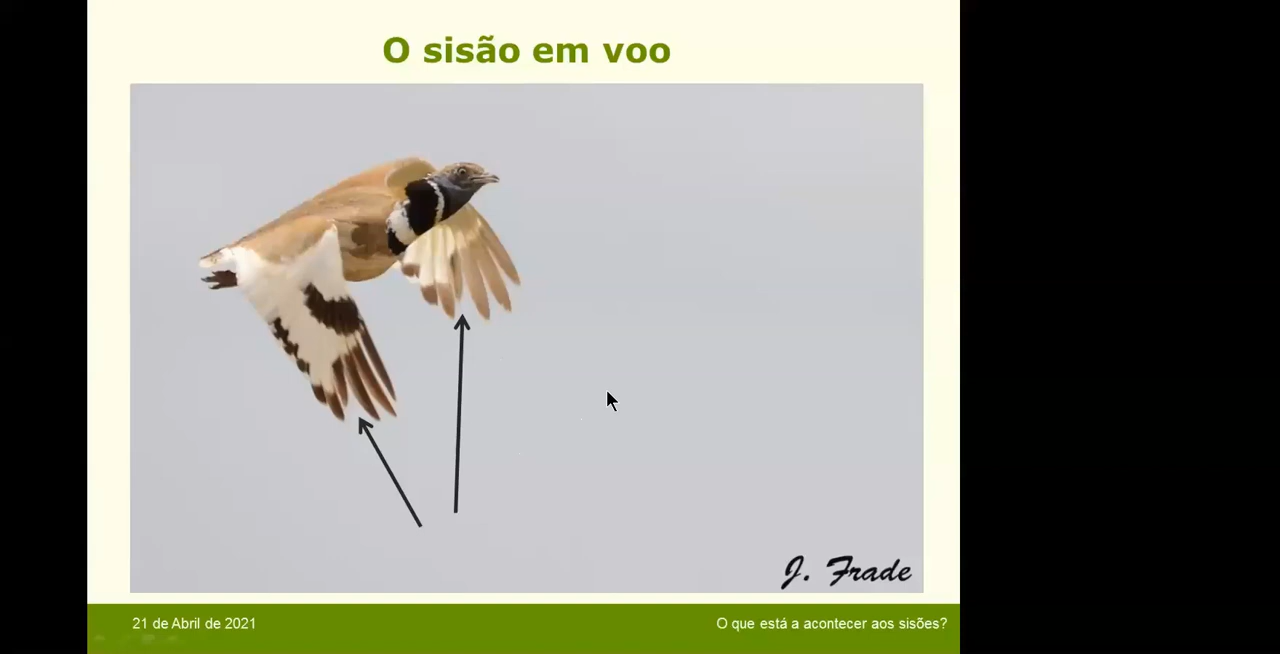 O sisão em voo
J. Frade
21 de Abril de 2021
O que está a acontecer aos sisões?